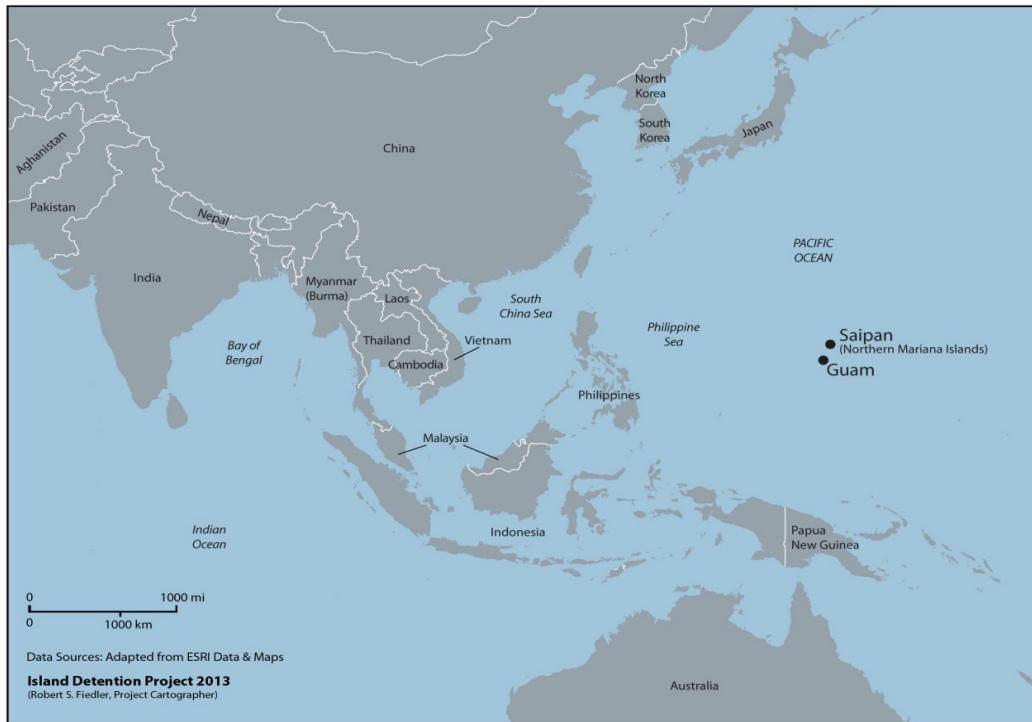 North
Korea
South
Korea
Japan
China
Aghanistan
Pakistan
Nepal
India
Myanmar
(Burma)
Laos
Thailand
Vietnam
Cambodia
Bay of
Bengal
South
China Sea
Philippine
Sea
PACIFIC
OCEAN
Saipan
(Northern Mariana Islands)
Guam
Philippines
Malaysia
Indonesia
Papua
New Guinea
Indian
Ocean
Australia
0 1000 mi
0 1000 km
Data Sources: Adapted from ESRI Data & Maps
Island Detention Project 2013
(Robert S. Fiedler, Project Cartographer)